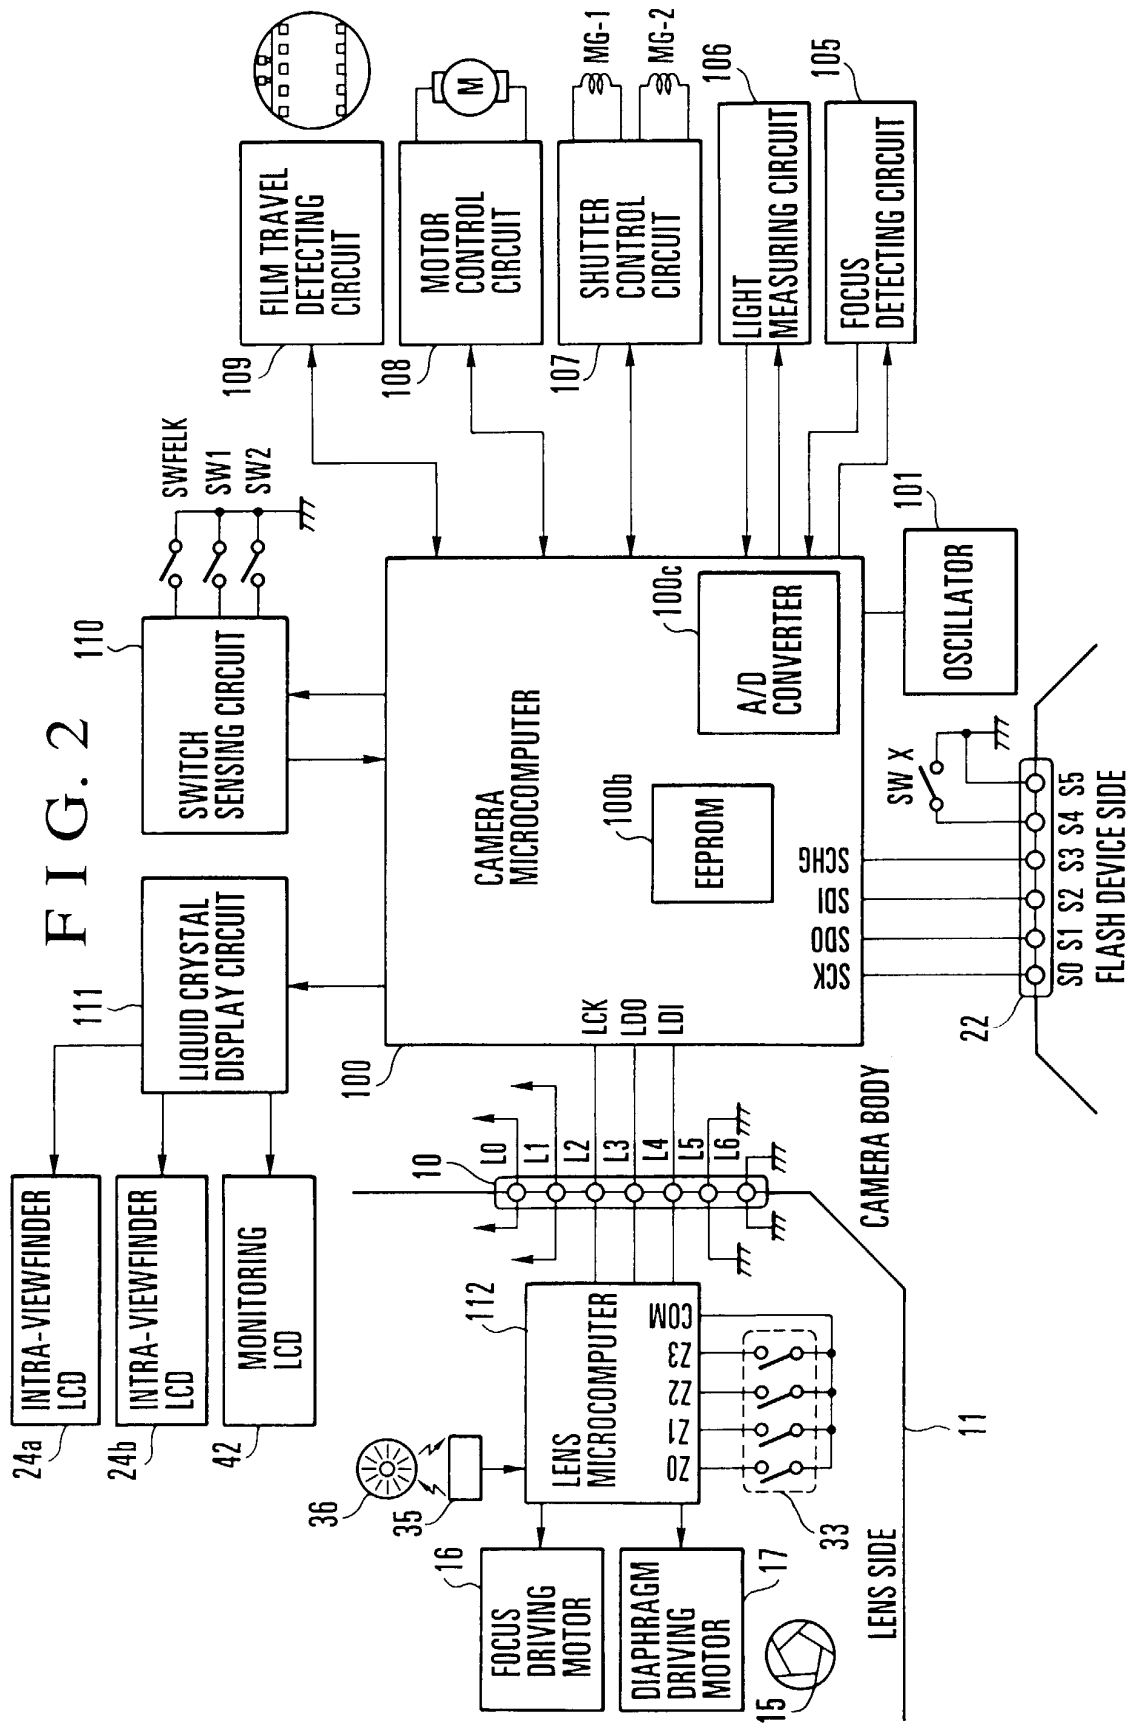 FIG. 2
24a
INTRA-VIEWFINDER
LCD
24b
INTRA-VIEWFINDER
LCD
42
MONITORING
LCD
111
LIQUID CRYSTAL
DISPLAY CIRCUIT
110
SWITCH
SENSING CIRCUIT
SWFELK
SW1
SW2
109
FILM TRAVEL
DETECTING
CIRCUIT
108
MOTOR
CONTROL
CIRCUIT
M
107
SHUTTER
CONTROL
CIRCUIT
MG-1
MG-2
106
LIGHT
MEASURING CIRCUIT
105
FOCUS
DETECTING CIRCUIT
100
CAMERA
MICROCOMPUTER
100b
EEPROM
100c
A/D
CONVERTER
101
OSCILLATOR
LCK
LDO
LDI
SCK
SDO
SDI
SCHG
SW X
22
S0 S1 S2 S3 S4 S5
FLASH DEVICE SIDE
CAMERA BODY
10
L0
L1
L2
L3
L4
L5
L6
36
35
112
LENS
MICROCOMPUTER
Z0
Z1
Z2
Z3
COM
33
16
FOCUS
DRIVING
MOTOR
17
DIAPHRAGM
DRIVING
MOTOR
15
LENS SIDE
11